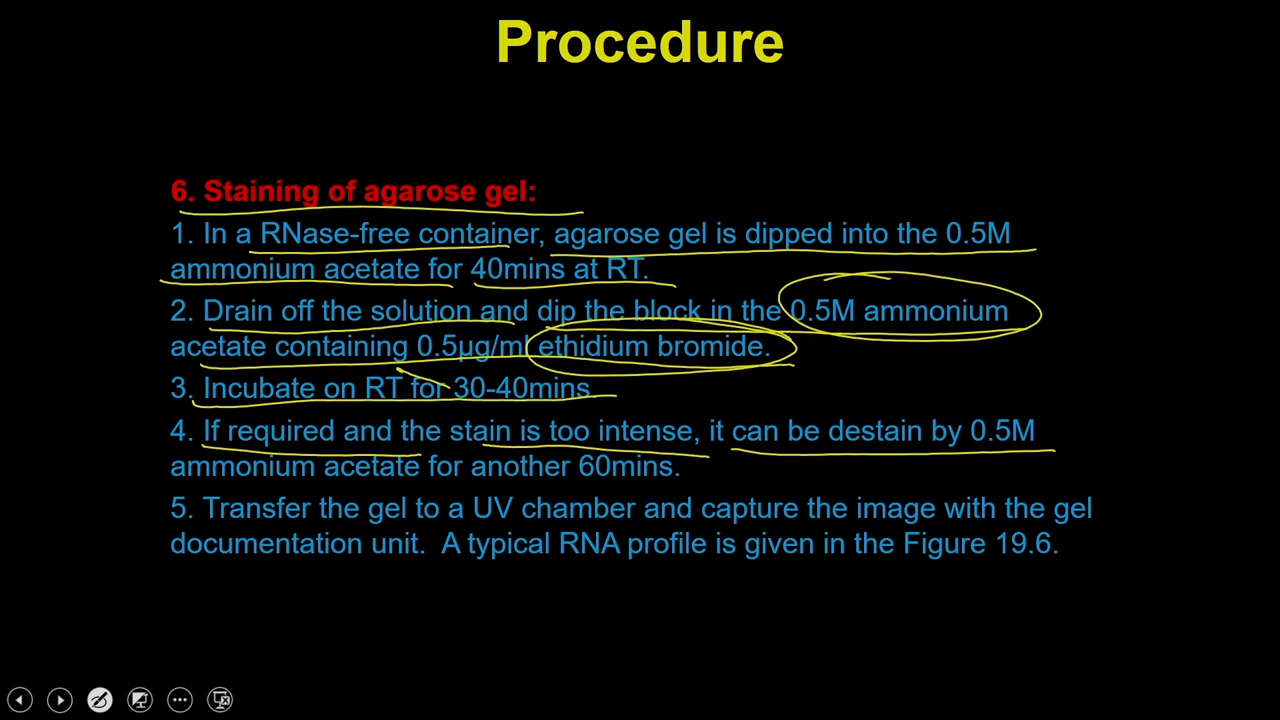 Procedure
6. Staining of agarose gel:
1. In a RNase-free container, agarose gel is dipped into the 0.5M
ammonium acetate for 40mins at RT.
2. Drain off the solution and dip the block in the 0.5M ammonium
acetate containing 0.5µg/ml ethidium bromide.
3. Incubate on RT for 30-40mins.
4. If required and the stain is too intense, it can be destain by 0.5M
ammonium acetate for another 60mins.
5. Transfer the gel to a UV chamber and capture the image with the gel
documentation unit.  A typical RNA profile is given in the Figure 19.6.